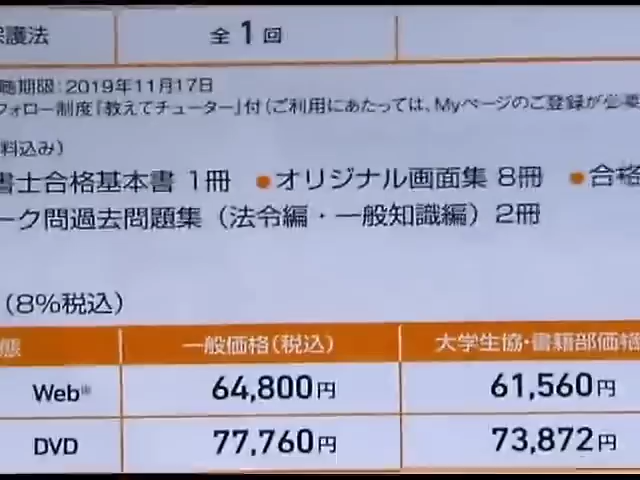 保護法 全1回
期限：2019年11月17日
フォロー制度「教えてチューター」付（ご利用にあたっては、Myページのご登録が必要
料込み）
書士合格基本書 1冊 ●オリジナル画面集 8冊 ●合格
ーク問過去問題集（法令編・一般知識編）2冊
（8%税込）
態 一般価格（税込） 大学生協・書籍部価格
Web※ 64,800円 61,560円
DVD 77,760円 73,872円